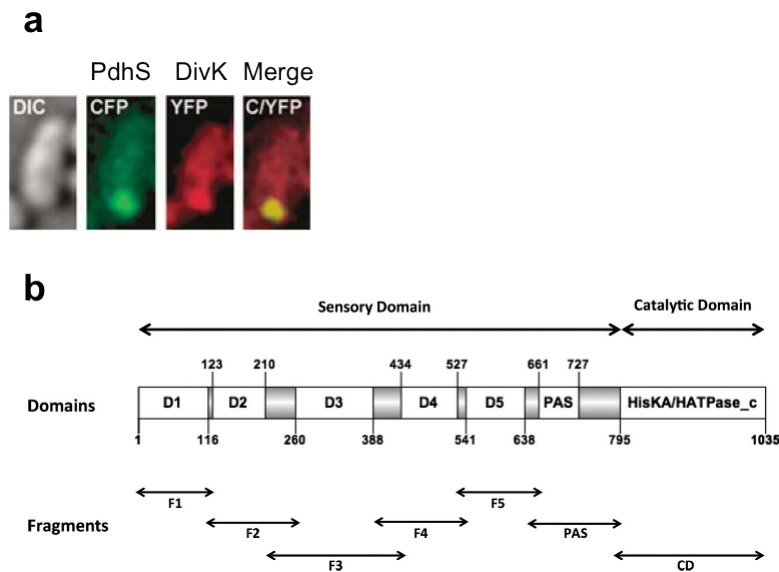 a
PdhS DivK Merge
DIC CFP YFP C/YFP
b
Sensory Domain Catalytic Domain
123 210 434 527 661 727
Domains D1 D2 D3 D4 D5 PAS HisKA/HATPase_c
1 116 260 388 541 638 795 1035
F1 F5
Fragments F2 F4 PAS
F3 CD